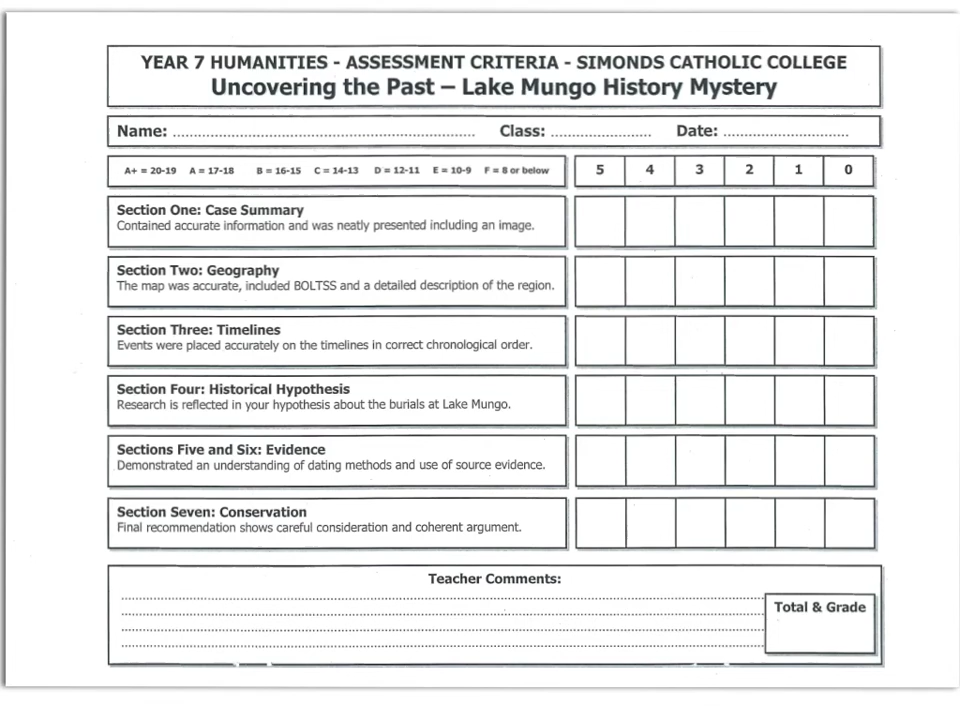 YEAR 7 HUMANITIES - ASSESSMENT CRITERIA - SIMONDS CATHOLIC COLLEGE
Uncovering the Past – Lake Mungo History Mystery
Name: ........................................................................ Class: ........................ Date: ..............................
A+ = 20-19 A = 17-18 B = 16-15 C = 14-13 D = 12-11 E = 10-9 F = 8 or below 5 4 3 2 1 0
Section One: Case Summary
Contained accurate information and was neatly presented including an image.
Section Two: Geography
The map was accurate, included BOLTSS and a detailed description of the region.
Section Three: Timelines
Events were placed accurately on the timelines in correct chronological order.
Section Four: Historical Hypothesis
Research is reflected in your hypothesis about the burials at Lake Mungo.
Sections Five and Six: Evidence
Demonstrated an understanding of dating methods and use of source evidence.
Section Seven: Conservation
Final recommendation shows careful consideration and coherent argument.
Teacher Comments:
Total & Grade